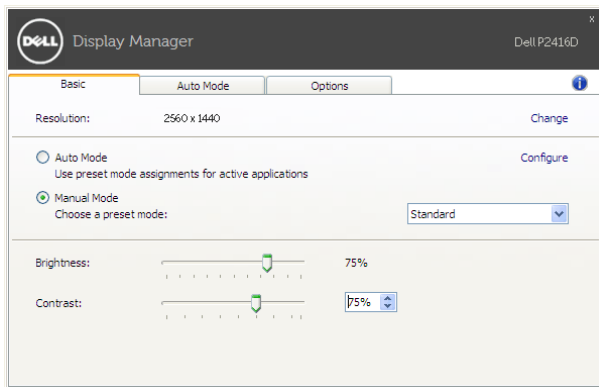 DELL Display Manager
x
Dell P2416D
Basic Auto Mode Options i
Resolution: 2560 x 1440 Change
Auto Mode Configure
Use preset mode assignments for active applications
Manual Mode
Choose a preset mode: Standard
Brightness: 75%
Contrast: 75%